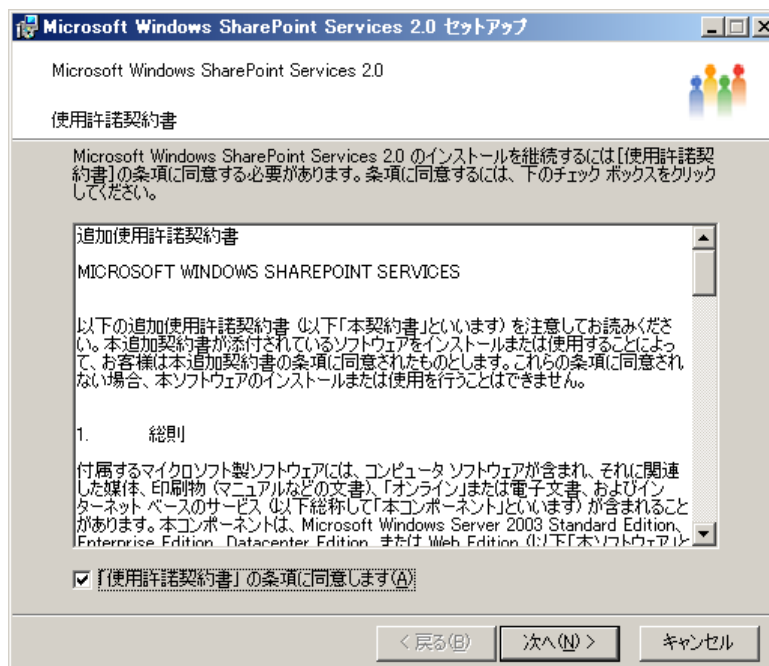 Microsoft Windows SharePoint Services 2.0 セットアップ
Microsoft Windows SharePoint Services 2.0
使用許諾契約書
Microsoft Windows SharePoint Services 2.0 のインストールを継続するには[使用許諾契
約書]の条項に同意する必要があります。条項に同意するには、下のチェック ボックスをクリック
してください。
追加使用許諾契約書
MICROSOFT WINDOWS SHAREPOINT SERVICES
以下の追加使用許諾契約書 (以下「本契約書」といいます) を注意してお読みくださ
い。本追加契約書が添付されているソフトウェアをインストールまたは使用することによっ
て、お客様は本追加契約書の条項に同意されたものとします。これらの条項に同意され
ない場合、本ソフトウェアのインストールまたは使用を行うことはできません。
1. 総則
付属するマイクロソフト製ソフトウェアには、コンピュータ ソフトウェアが含まれ、それに関連
した媒体、印刷物 (マニュアルなどの文書)、「オンライン」または電子文書、およびイン
ターネット ベースのサービス (以下総称して「本コンポーネント」といいます) が含まれること
があります。本コンポーネントは、Microsoft Windows Server 2003 Standard Edition、
Enterprise Edition、Datacenter Edition、または Web Edition (以下「本ソフトウェア」と
「使用許諾契約書」の条項に同意します(A)
< 戻る(B)
次へ(N) >
キャンセル